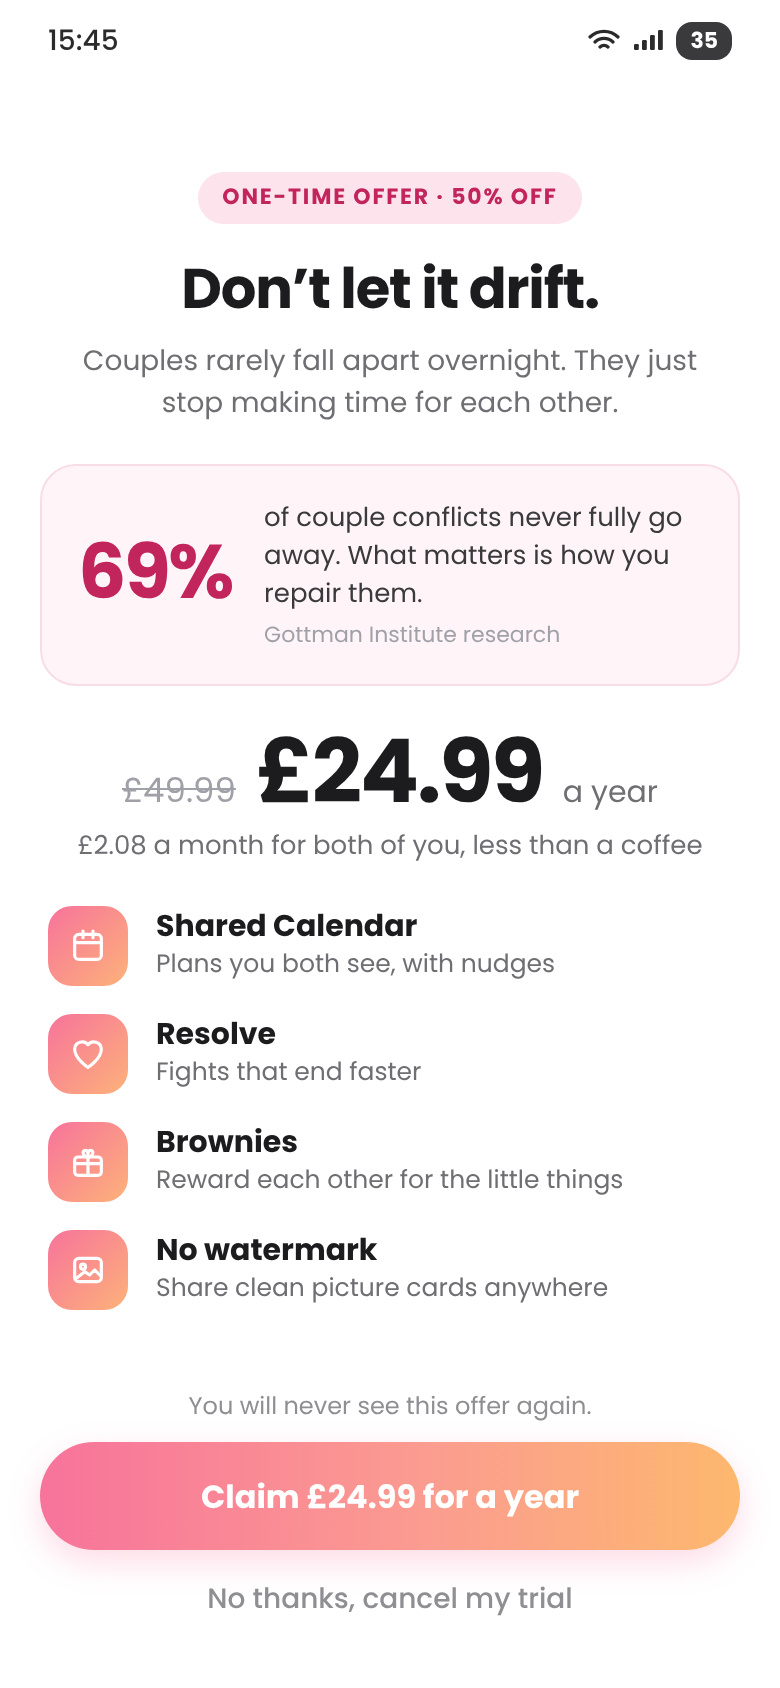 15:45
35
ONE-TIME OFFER · 50% OFF
Don’t let it drift.
Couples rarely fall apart overnight. They just
stop making time for each other.
69%
of couple conflicts never fully go
away. What matters is how you
repair them.
Gottman Institute research
£49.99 £24.99 a year
£2.08 a month for both of you, less than a coffee
Shared Calendar
Plans you both see, with nudges
Resolve
Fights that end faster
Brownies
Reward each other for the little things
No watermark
Share clean picture cards anywhere
You will never see this offer again.
Claim £24.99 for a year
No thanks, cancel my trial